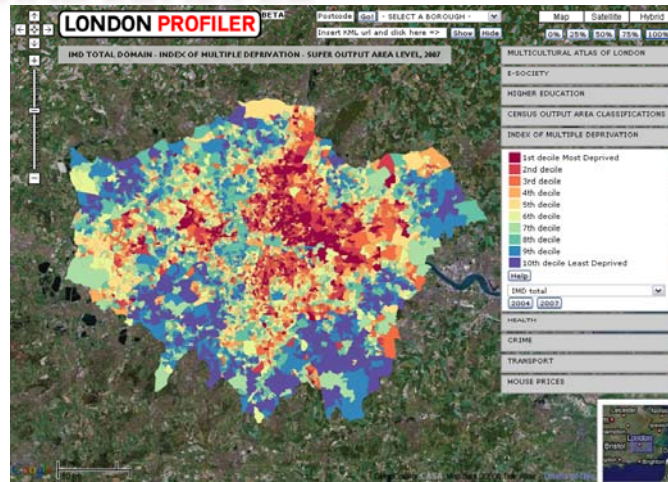 LONDON PROFILER
BETA
Postcode Go! - SELECT A BOROUGH -
Map Satellite Hybrid
Insert KML url and click here => Show Hide
0% 25% 50% 75% 100%
IMD TOTAL DOMAIN - INDEX OF MULTIPLE DEPRIVATION - SUPER OUTPUT AREA LEVEL, 2007
MULTICULTURAL ATLAS OF LONDON
E-SOCIETY
HIGHER EDUCATION
CENSUS OUTPUT AREA CLASSIFICATIONS
INDEX OF MULTIPLE DEPRIVATION
1st decile Most Deprived
2nd decile
3rd decile
4th decile
5th decile
6th decile
7th decile
8th decile
9th decile
10th decile Least Deprived
Help
IMD total
2004 2007
HEALTH
CRIME
TRANSPORT
HOUSE PRICES
Leicester
Bristol
London
Brighton